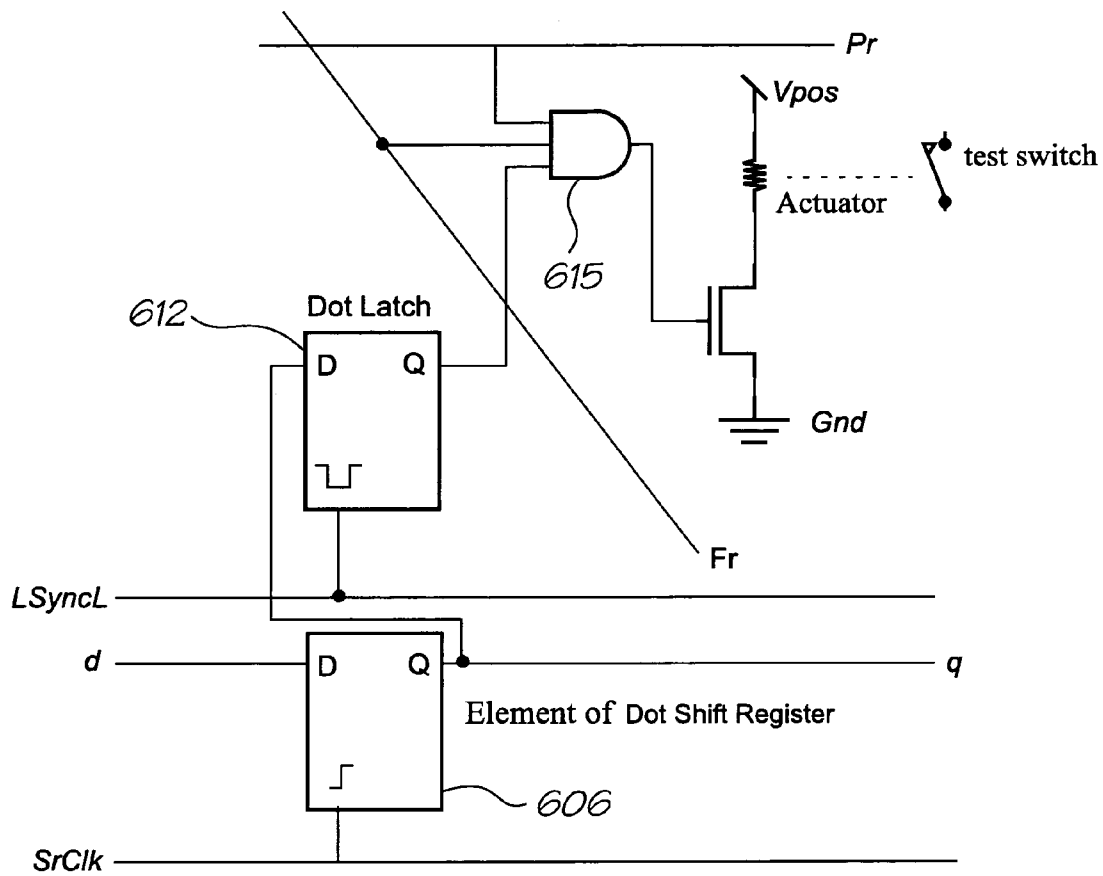 Pr
Vpos
test switch
Actuator
615
612
Dot Latch
D Q
Gnd
Fr
LSyncL
d
D Q
q
Element of Dot Shift Register
606
SrClk